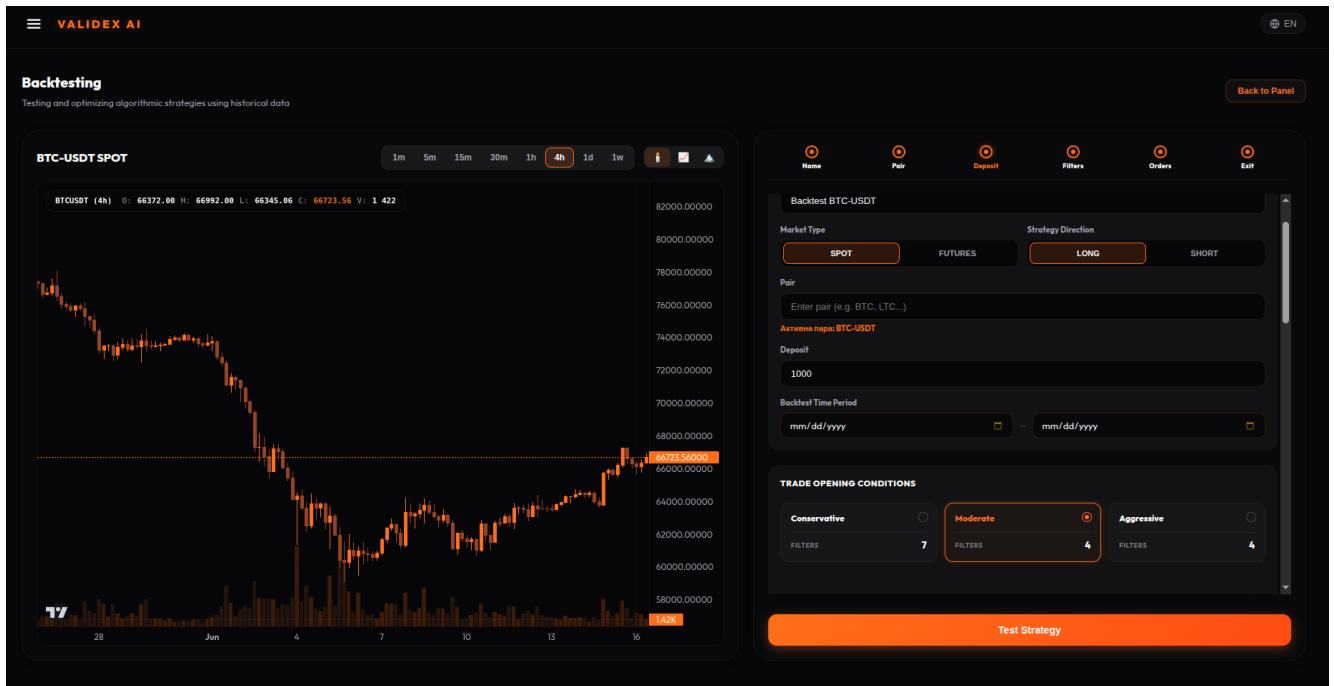 VALIDEX AI
EN
Backtesting
Testing and optimizing algorithmic strategies using historical data
Back to Panel
BTC-USDT SPOT
1m 5m 15m 30m 1h 4h 1d 1w
BTCUSDT (4h) O: 66372.00 H: 66992.00 L: 66345.06 C: 66723.56 V: 1 422
82000.00000
80000.00000
78000.00000
76000.00000
74000.00000
72000.00000
70000.00000
68000.00000
66723.56000
66000.00000
64000.00000
62000.00000
60000.00000
58000.00000
1.42K
28 Jun 4 7 10 13 16
Name Pair Deposit Filters Orders Exit
Backtest BTC-USDT
Market Type Strategy Direction
SPOT FUTURES LONG SHORT
Pair
Enter pair (e.g. BTC, LTC...)
Активна пара: BTC-USDT
Deposit
1000
Backtest Time Period
mm/dd/yyyy – mm/dd/yyyy
TRADE OPENING CONDITIONS
Conservative Moderate Aggressive
FILTERS 7 FILTERS 4 FILTERS 4
Test Strategy